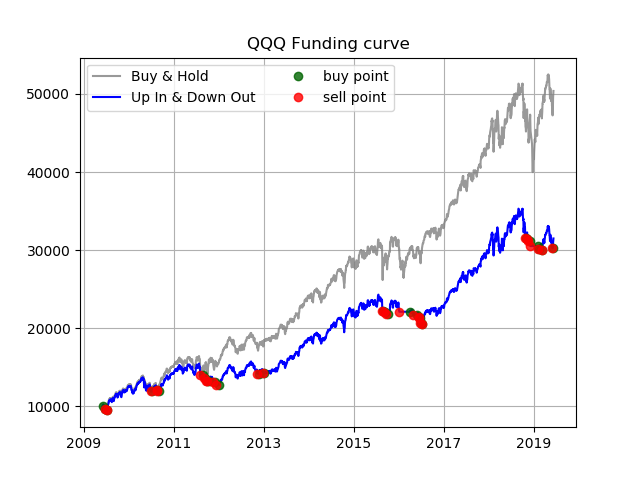 QQQ Funding curve
Buy & Hold
Up In & Down Out
buy point
sell point
50000
40000
30000
20000
10000
2009 2011 2013 2015 2017 2019